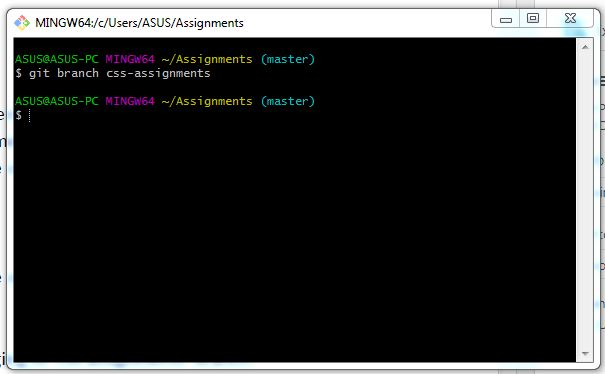 MINGW64:/c/Users/ASUS/Assignments
ASUS@ASUS-PC MINGW64 ~/Assignments (master)
$ git branch css-assignments
ASUS@ASUS-PC MINGW64 ~/Assignments (master)
$